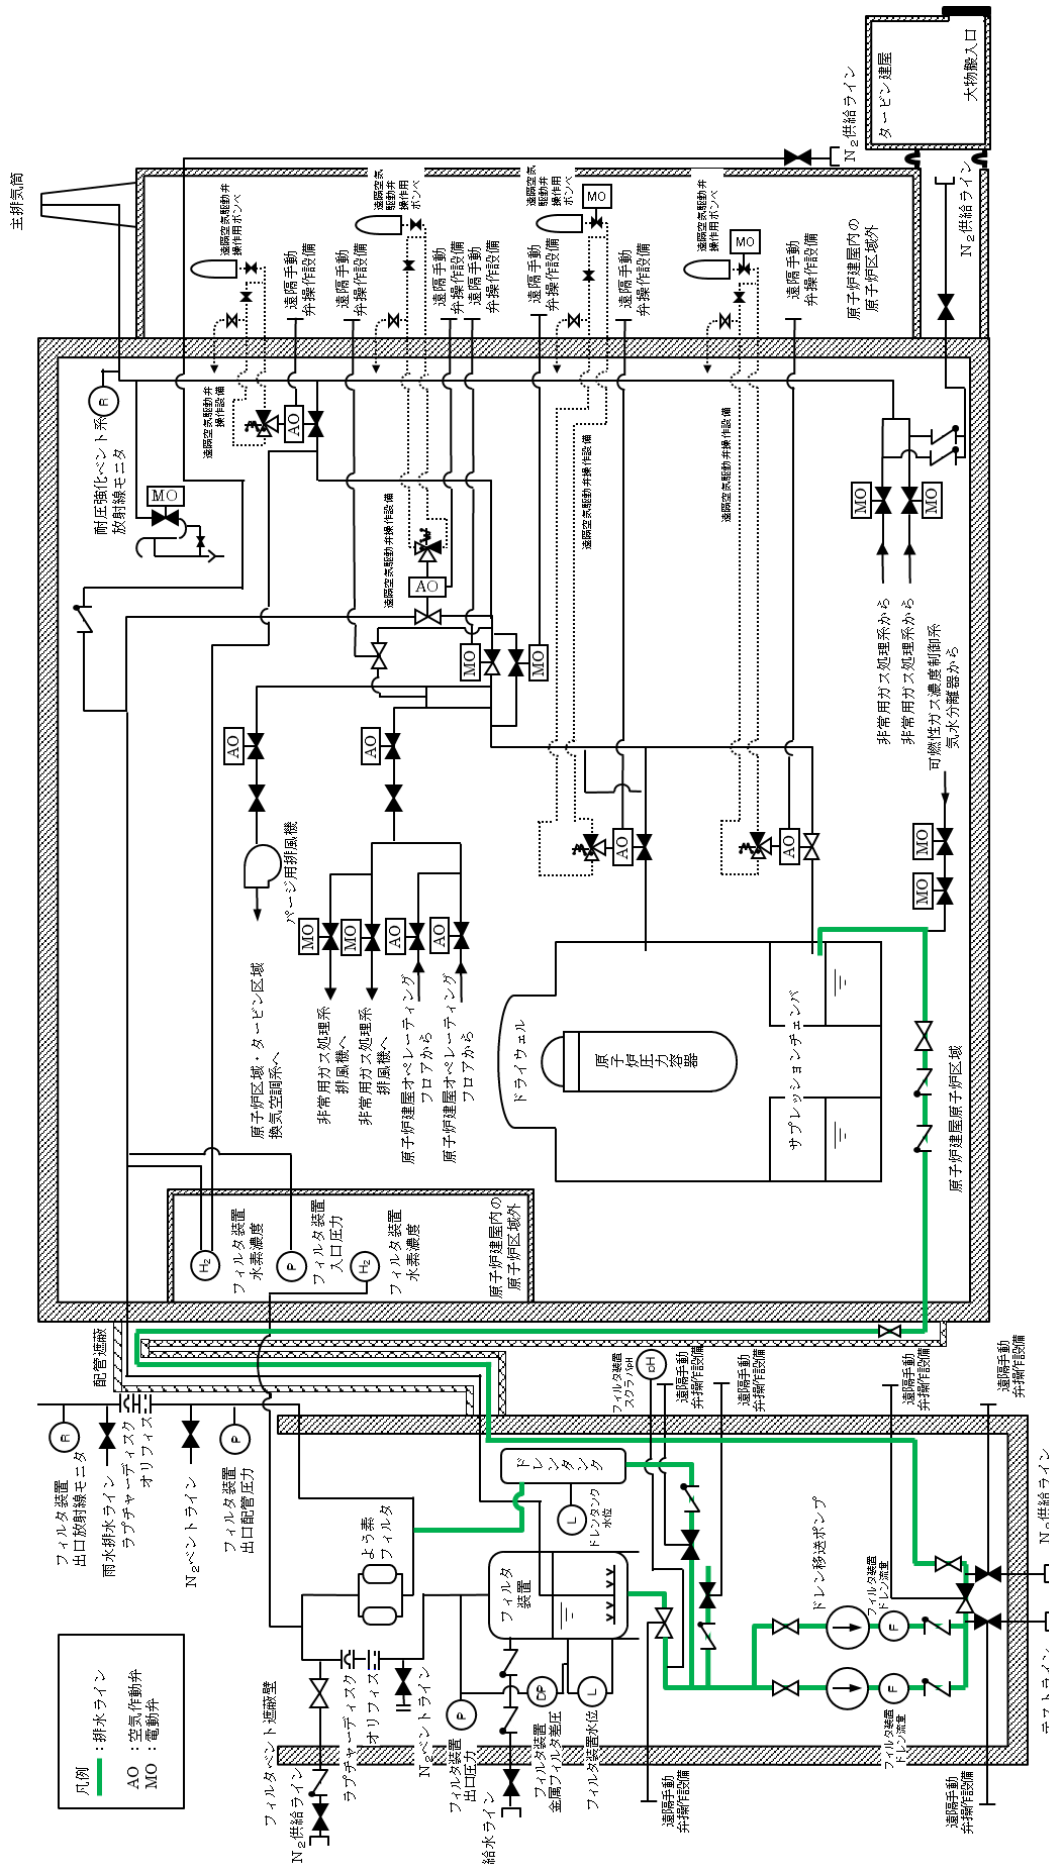 主排気筒
タービン建屋
大物搬入口
N₂供給ライン
N₂供給ライン
原子炉建屋内の
原子炉区域外
遠隔空気駆動弁
操作用ボンベ
遠隔空気駆動弁
操作用ボンベ
遠隔空気駆動弁
操作用ボンベ
遠隔空気駆動弁
操作用ボンベ
MO
MO
遠隔手動
弁操作設備
遠隔手動
弁操作設備
遠隔手動
弁操作設備
遠隔手動
弁操作設備
遠隔手動
弁操作設備
遠隔手動
弁操作設備
遠隔手動
弁操作設備
耐圧強化ベント系
放射線モニタ
R
MO
遠隔空気駆動弁
操作設備
AO
遠隔空気駆動弁操作設備
AO
遠隔空気駆動弁操作設備
遠隔空気駆動弁操作設備
MO
MO
AO
AO
AO
AO
MO
MO
非常用ガス処理系から
非常用ガス処理系から
可燃性ガス濃度制御系
気水分離器から
MO
MO
パージ用排風機
原子炉区域・タービン区域
換気空調系へ
MO
MO
AO
AO
非常用ガス処理系
排風機へ
非常用ガス処理系
排風機へ
原子炉建屋オペレーティング
フロアから
原子炉建屋オペレーティング
フロアから
ドライウェル
原子炉
圧力容器
サプレッションチェンバ
原子炉建屋原子炉区域
H₂
フィルタ装置
水素濃度
P
フィルタ装置
入口圧力
H₂
フィルタ装置
水素濃度
原子炉建屋内の
原子炉区域外
配管遮蔽
R
フィルタ装置
出口放射線モニタ
雨水排水ライン
ラプチャーディスク
オリフィス
N₂ベントライン
P
フィルタ装置
出口配管圧力
よう素
フィルタ
ドレンタンク
L
ドレンタンク
水位
フィルタ装置
スクラバpH
pH
遠隔手動
弁操作設備
遠隔手動
弁操作設備
遠隔手動
弁操作設備
遠隔手動
弁操作設備
フィルタ
装置
ドレン移送ポンプ
フィルタ装置
ドレン流量
F
F
フィルタ装置
ドレン流量
N₂供給ライン
テストライン
凡例
：排水ライン
AO：空気作動弁
MO：電動弁
フィルタベント遮蔽壁
N₂供給ライン
ラプチャーディスク
オリフィス
N₂ベントライン
P
フィルタ装置
出口圧力
給水ライン
DP
フィルタ装置
金属フィルタ差圧
L
フィルタ装置水位
遠隔手動
弁操作設備
遠隔手動
弁操作設備